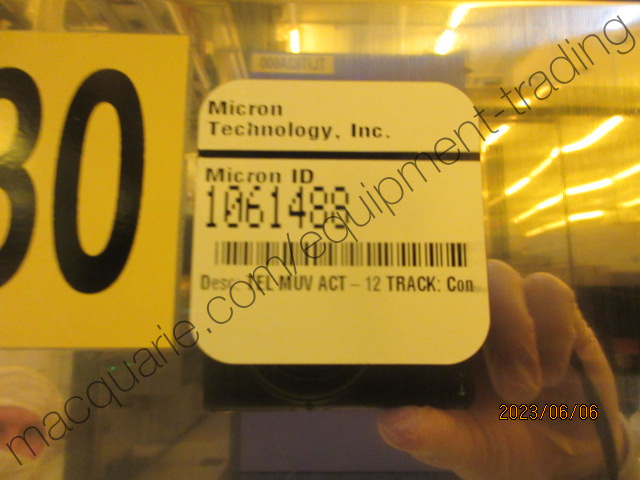 30
Micron
Technology, Inc.
Micron ID
1061488
Desc: TEL-MUV ACT - 12 TRACK: Con
2023/06/06
macquarie.com/equipment-trading